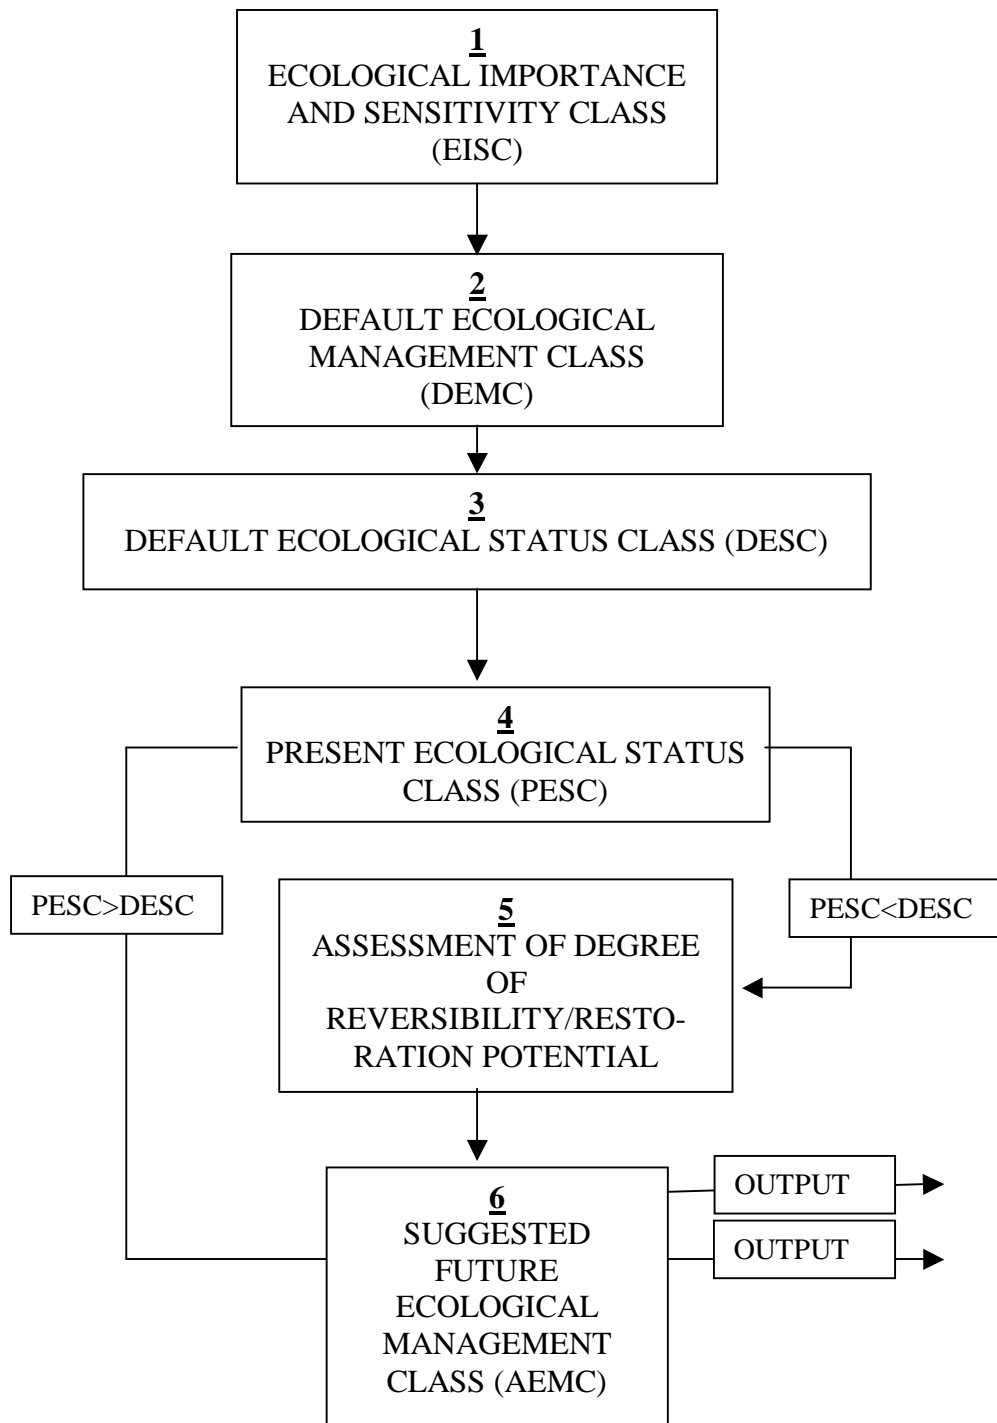 1
ECOLOGICAL IMPORTANCE
AND SENSITIVITY CLASS
(EISC)
2
DEFAULT ECOLOGICAL
MANAGEMENT CLASS
(DEMC)
3
DEFAULT ECOLOGICAL STATUS CLASS (DESC)
4
PRESENT ECOLOGICAL STATUS
CLASS (PESC)
PESC>DESC
PESC<DESC
5
ASSESSMENT OF DEGREE
OF
REVERSIBILITY/RESTO-
RATION POTENTIAL
6
SUGGESTED
FUTURE
ECOLOGICAL
MANAGEMENT
CLASS (AEMC)
OUTPUT
OUTPUT